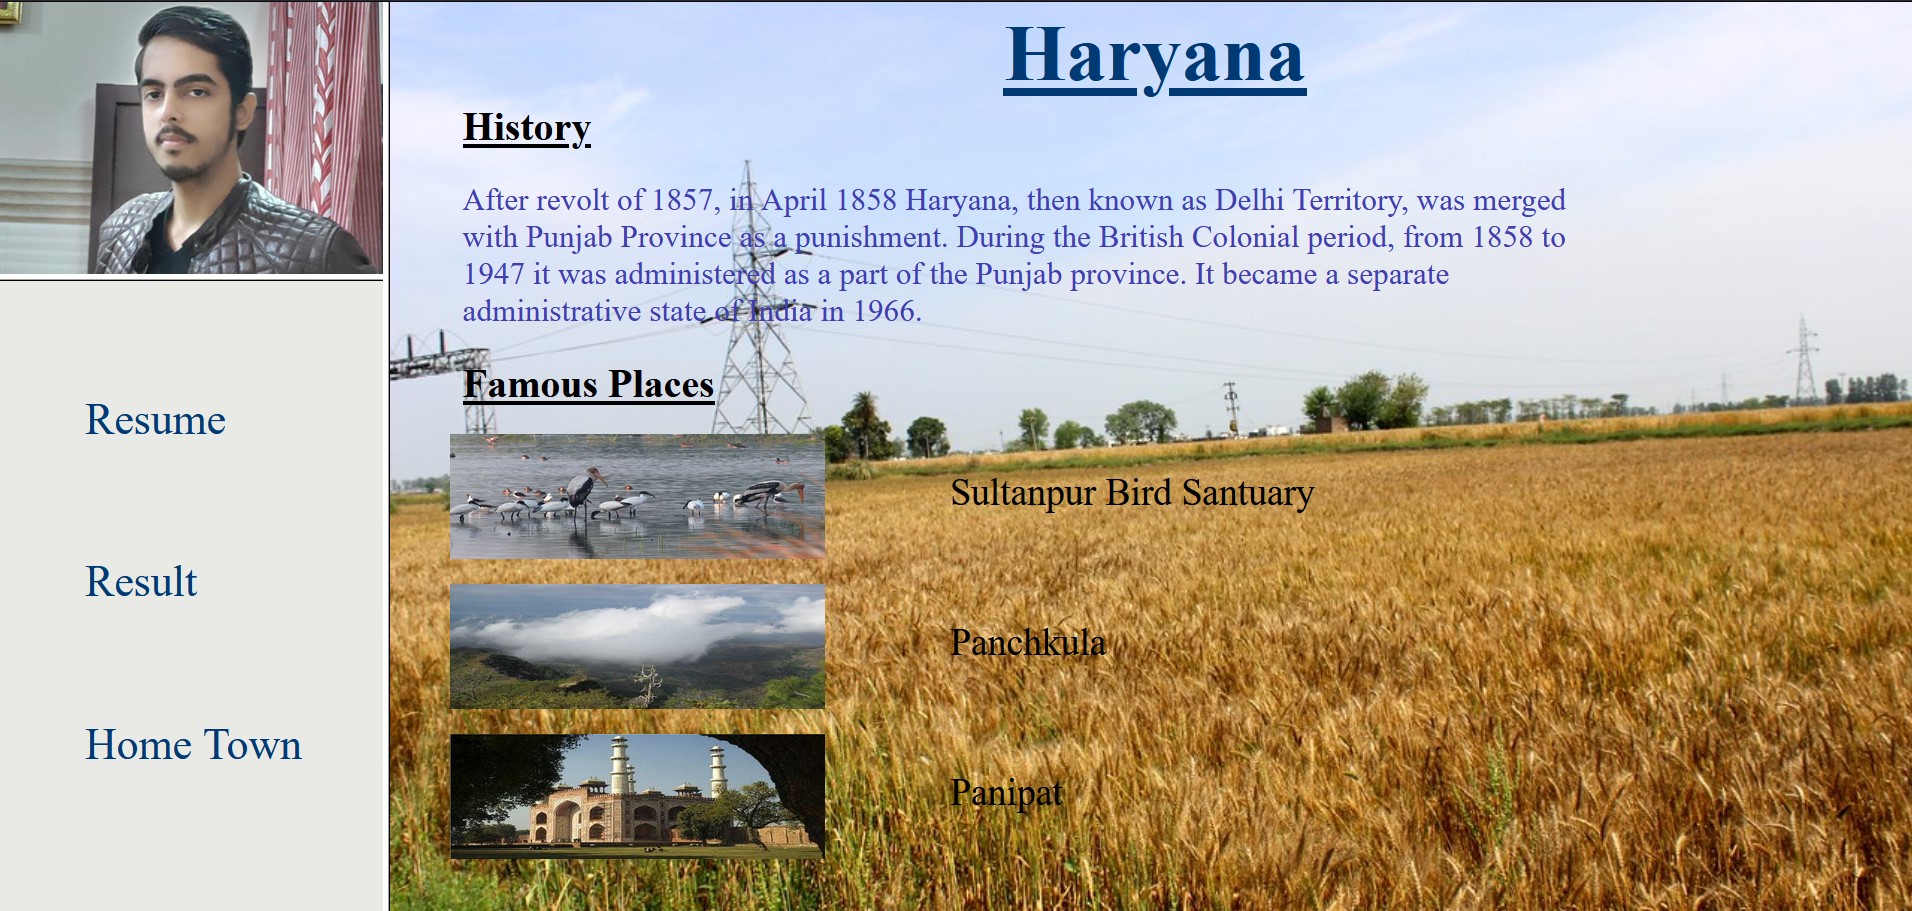 Haryana
History
After revolt of 1857, in April 1858 Haryana, then known as Delhi Territory, was merged
with Punjab Province as a punishment. During the British Colonial period, from 1858 to
1947 it was administered as a part of the Punjab province. It became a separate
administrative state of India in 1966.
Famous Places
Sultanpur Bird Santuary
Panchkula
Panipat
Resume
Result
Home Town